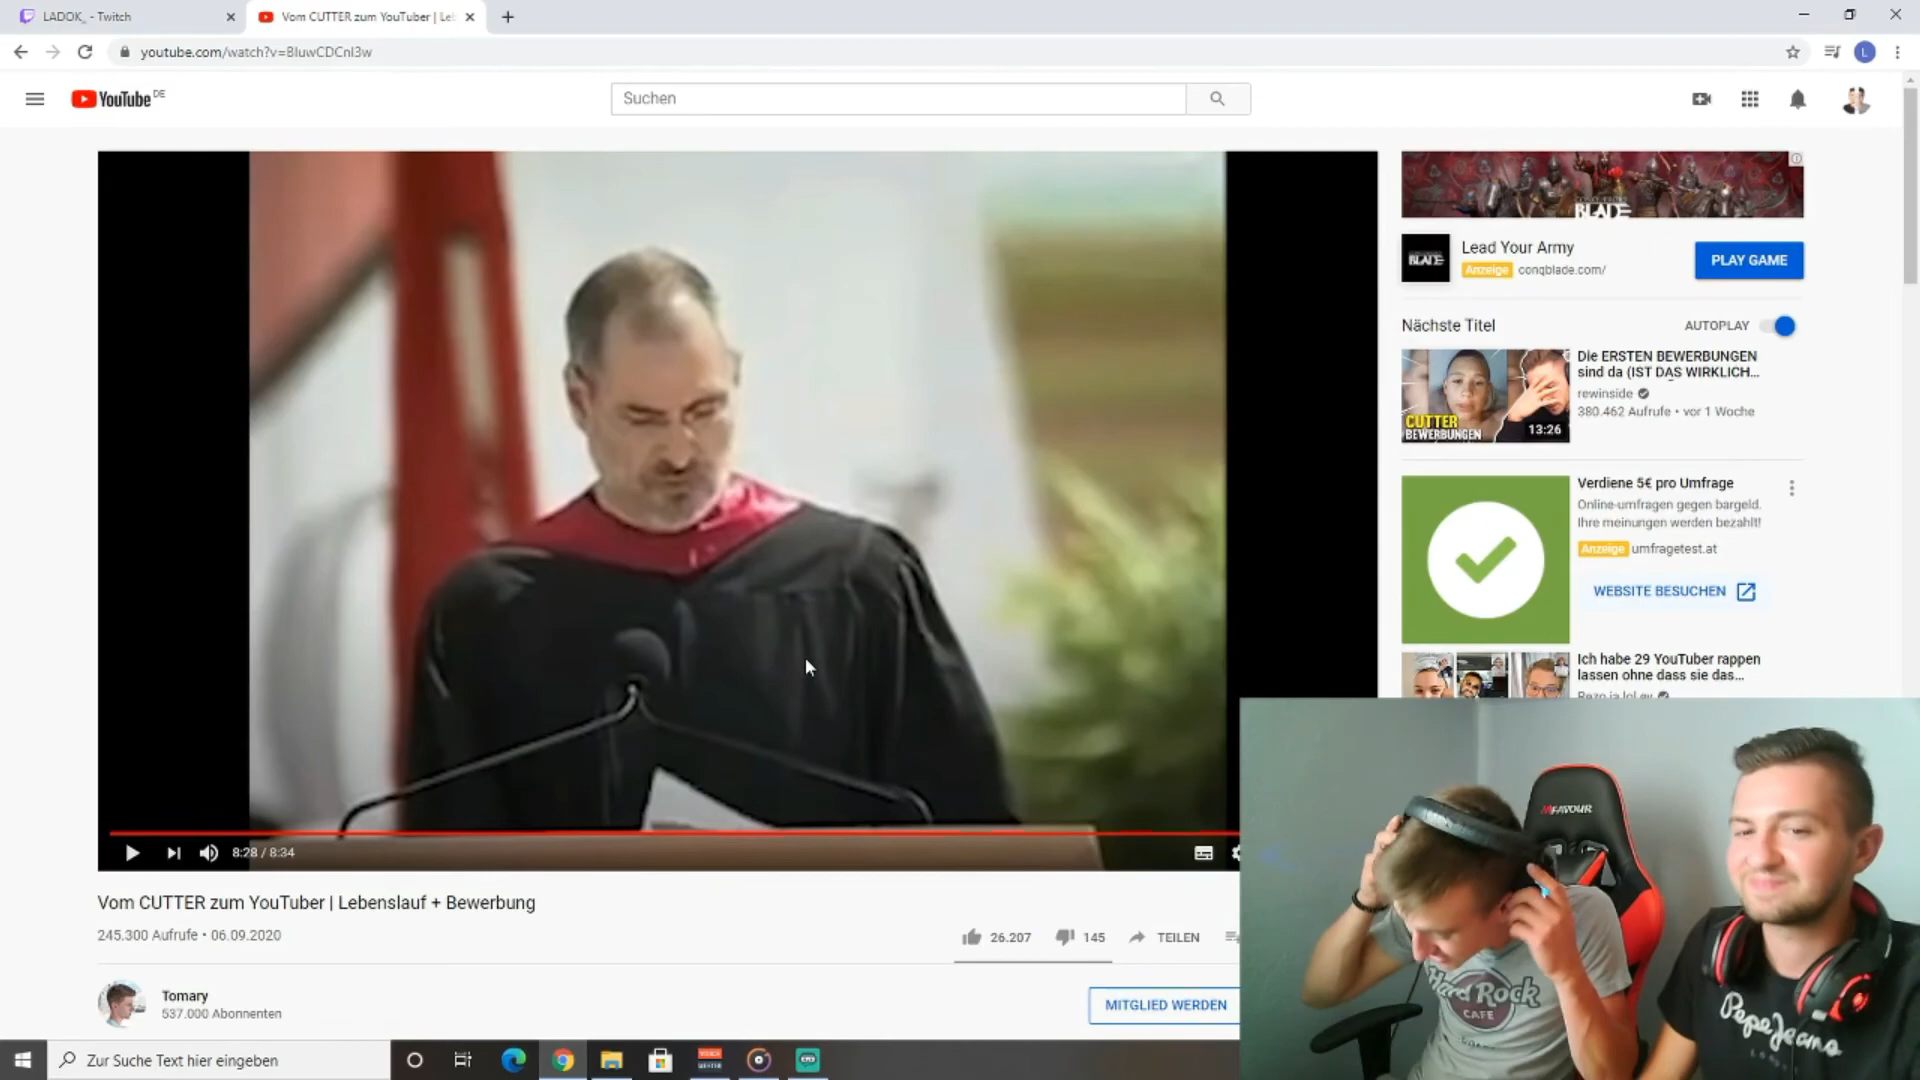 LADOK_ - Twitch
Vom CUTTER zum YouTuber | Le
youtube.com/watch?v=BluwCDCnI3w
L
YouTube DE
Suchen
BLADE
BLADE
Lead Your Army
Anzeige conqblade.com/
PLAY GAME
Nächste Titel
AUTOPLAY
CUTTER
BEWERBUNGEN
13:26
Die ERSTEN BEWERBUNGEN
sind da (IST DAS WIRKLICH...
rewinside
380.462 Aufrufe • vor 1 Woche
Verdiene 5€ pro Umfrage
Online-umfragen gegen bargeld.
Ihre meinungen werden bezahlt!
Anzeige umfragetest.at
WEBSITE BESUCHEN
Ich habe 29 YouTuber rappen
lassen ohne dass sie das...
8:28 / 8:34
Vom CUTTER zum YouTuber | Lebenslauf + Bewerbung
245.300 Aufrufe • 06.09.2020
26.207
145
TEILEN
Tomary
537.000 Abonnenten
MITGLIED WERDEN
MFAVOUR
Hard Rock
CAFE
Pepe Jeans
Zur Suche Text hier eingeben